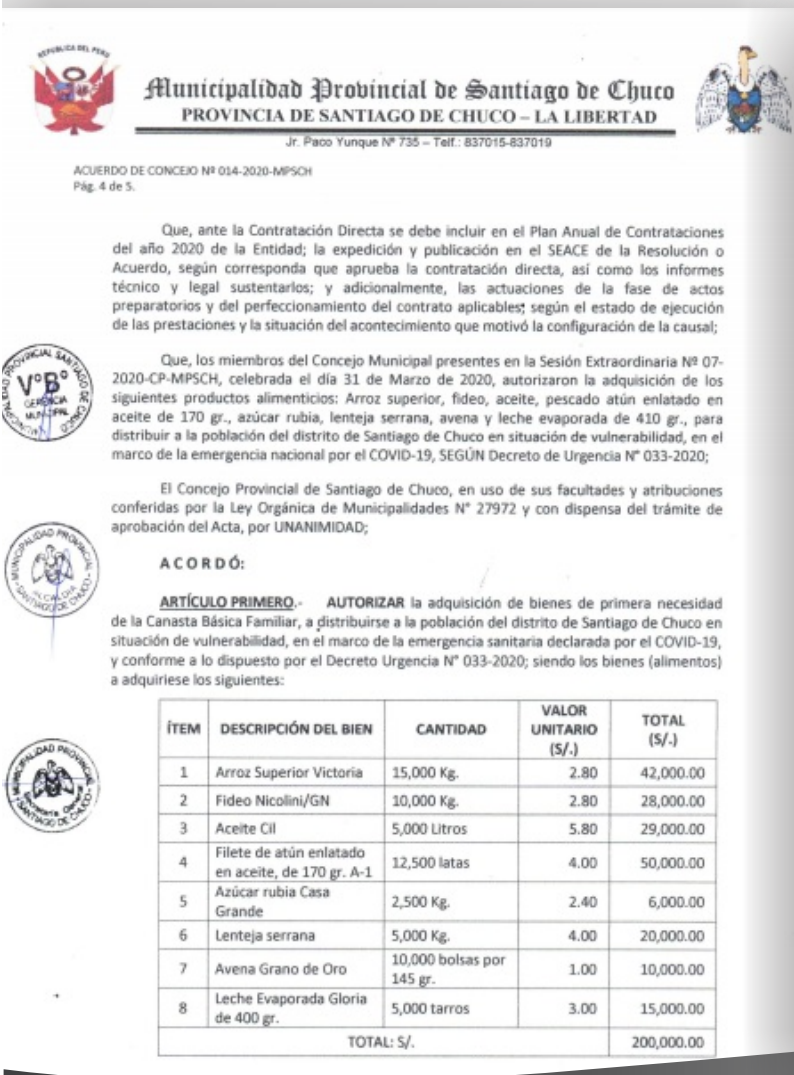 REPUBLICA DEL PERU
Municipalidad Provincial de Santiago de Chuco
PROVINCIA DE SANTIAGO DE CHUCO – LA LIBERTAD
Jr. Paco Yunque Nº 735 – Telf.: 837015-837019
ACUERDO DE CONCEJO Nº 014-2020-MPSCH
Pág. 4 de 5.
Que, ante la Contratación Directa se debe incluir en el Plan Anual de Contrataciones
del año 2020 de la Entidad; la expedición y publicación en el SEACE de la Resolución o
Acuerdo, según corresponda que aprueba la contratación directa, así como los informes
técnico y legal sustentarlos; y adicionalmente, las actuaciones de la fase de actos
preparatorios y del perfeccionamiento del contrato aplicables; según el estado de ejecución
de las prestaciones y la situación del acontecimiento que motivó la configuración de la causal;
Que, los miembros del Concejo Municipal presentes en la Sesión Extraordinaria Nº 07-
2020-CP-MPSCH, celebrada el día 31 de Marzo de 2020, autorizaron la adquisición de los
siguientes productos alimenticios: Arroz superior, fideo, aceite, pescado atún enlatado en
aceite de 170 gr., azúcar rubia, lenteja serrana, avena y leche evaporada de 410 gr., para
distribuir a la población del distrito de Santiago de Chuco en situación de vulnerabilidad, en el
marco de la emergencia nacional por el COVID-19, SEGÚN Decreto de Urgencia N° 033-2020;
El Concejo Provincial de Santiago de Chuco, en uso de sus facultades y atribuciones
conferidas por la Ley Orgánica de Municipalidades N° 27972 y con dispensa del trámite de
aprobación del Acta, por UNANIMIDAD;
A C O R D Ó:
ARTÍCULO PRIMERO.- AUTORIZAR la adquisición de bienes de primera necesidad
de la Canasta Básica Familiar, a distribuirse a la población del distrito de Santiago de Chuco en
situación de vulnerabilidad, en el marco de la emergencia sanitaria declarada por el COVID-19,
y conforme a lo dispuesto por el Decreto Urgencia N° 033-2020; siendo los bienes (alimentos)
a adquiriese los siguientes:
ÍTEM DESCRIPCIÓN DEL BIEN CANTIDAD VALOR UNITARIO (S/.) TOTAL (S/.)
1 Arroz Superior Victoria 15,000 Kg. 2.80 42,000.00
2 Fideo Nicolini/GN 10,000 Kg. 2.80 28,000.00
3 Aceite Cil 5,000 Litros 5.80 29,000.00
4 Filete de atún enlatado en aceite, de 170 gr. A-1 12,500 latas 4.00 50,000.00
5 Azúcar rubia Casa Grande 2,500 Kg. 2.40 6,000.00
6 Lenteja serrana 5,000 Kg. 4.00 20,000.00
7 Avena Grano de Oro 10,000 bolsas por 145 gr. 1.00 10,000.00
8 Leche Evaporada Gloria de 400 gr. 5,000 tarros 3.00 15,000.00
TOTAL: S/. 200,000.00
MUNICIPALIDAD PROVINCIAL SANTIAGO DE CHUCO
V°B°
GERENCIA
MUNICIPAL
MUNICIPALIDAD PROVINCIAL
ALCALDIA
SANTIAGO DE CHUCO
MUNICIPALIDAD PROVINCIAL
Secretaría General
SANTIAGO DE CHUCO